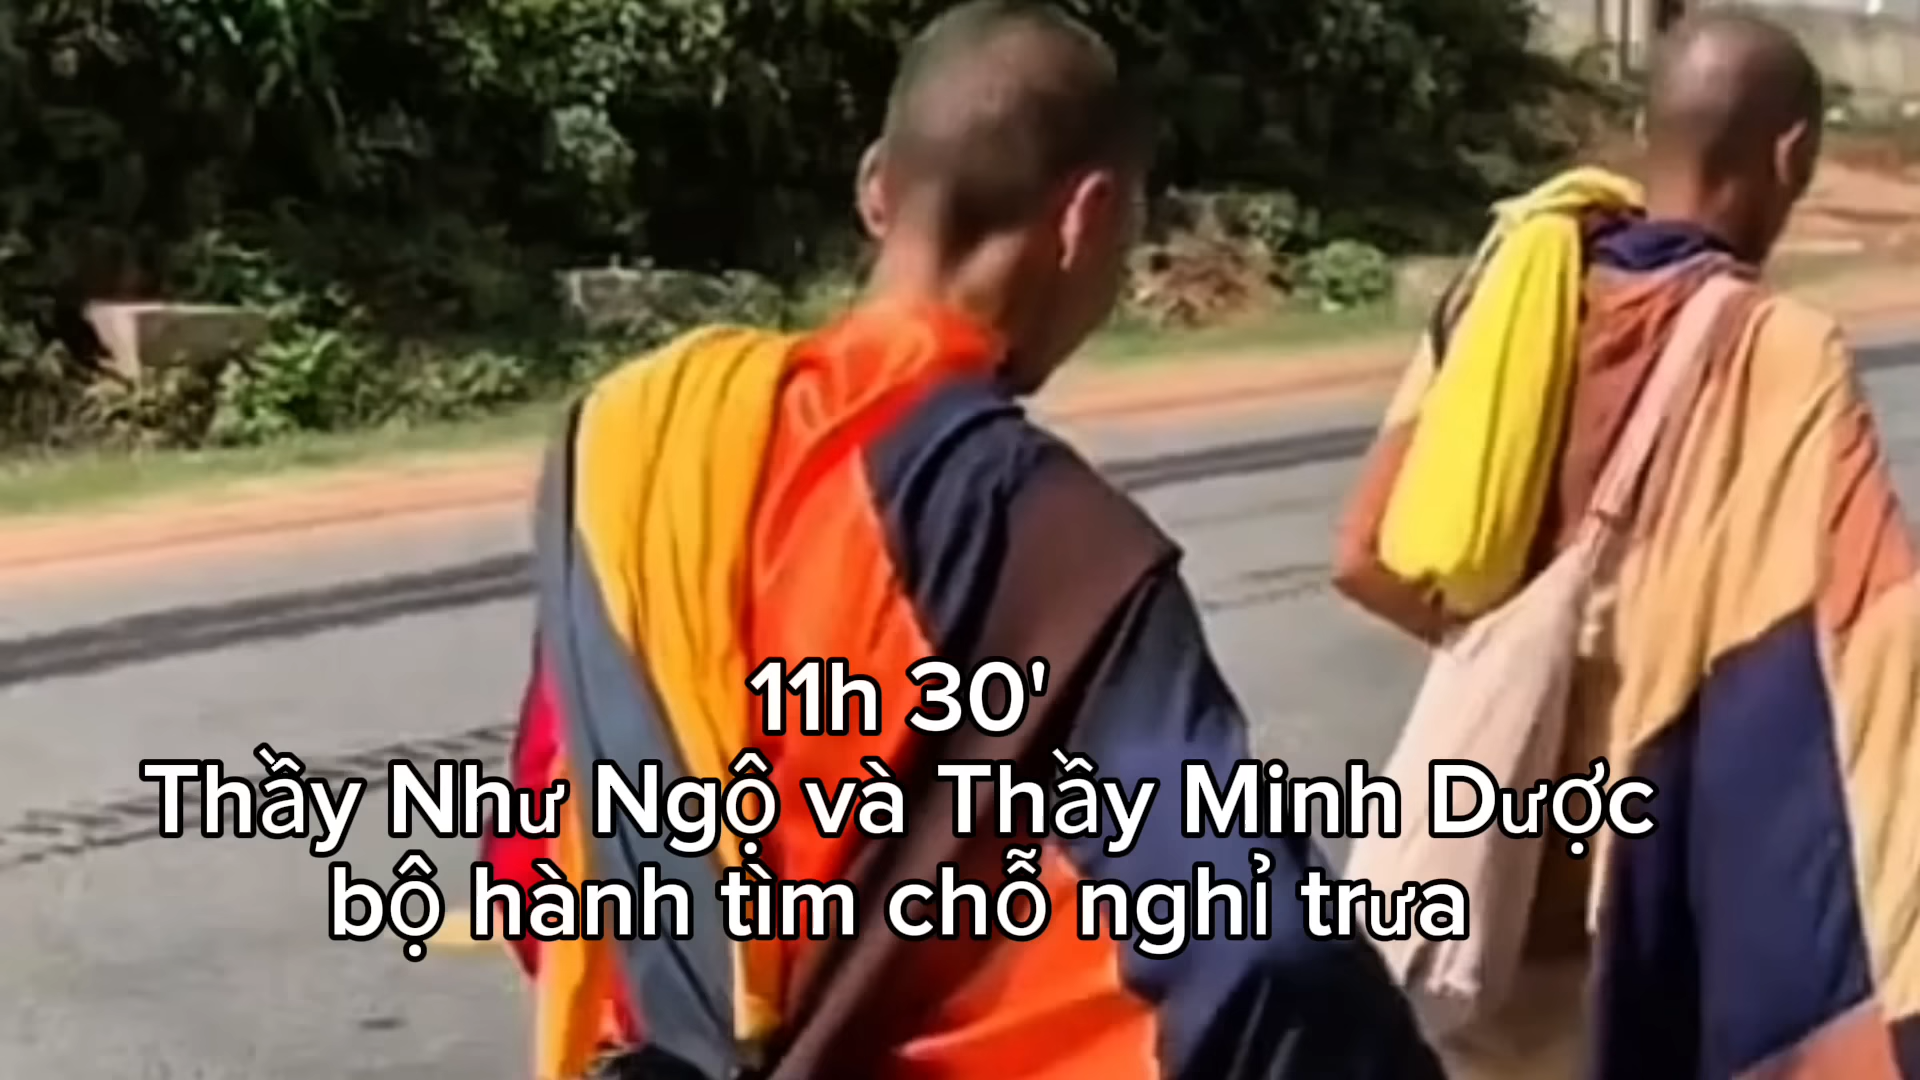 11h 30'
Thầy Như Ngộ và Thầy Minh Dược
bộ hành tìm chỗ nghỉ trưa